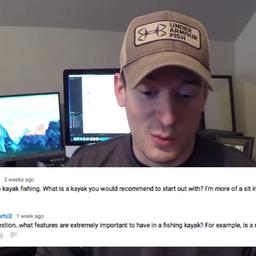 UNDER ARMOUR
FISH
2 weeks ago
kayak fishing. What is a kayak you would recommend to start out with? I'm more of a sit in
rhill 1 week ago
estion..what features are extremely important to have in a fishing kayak? For example, is a r